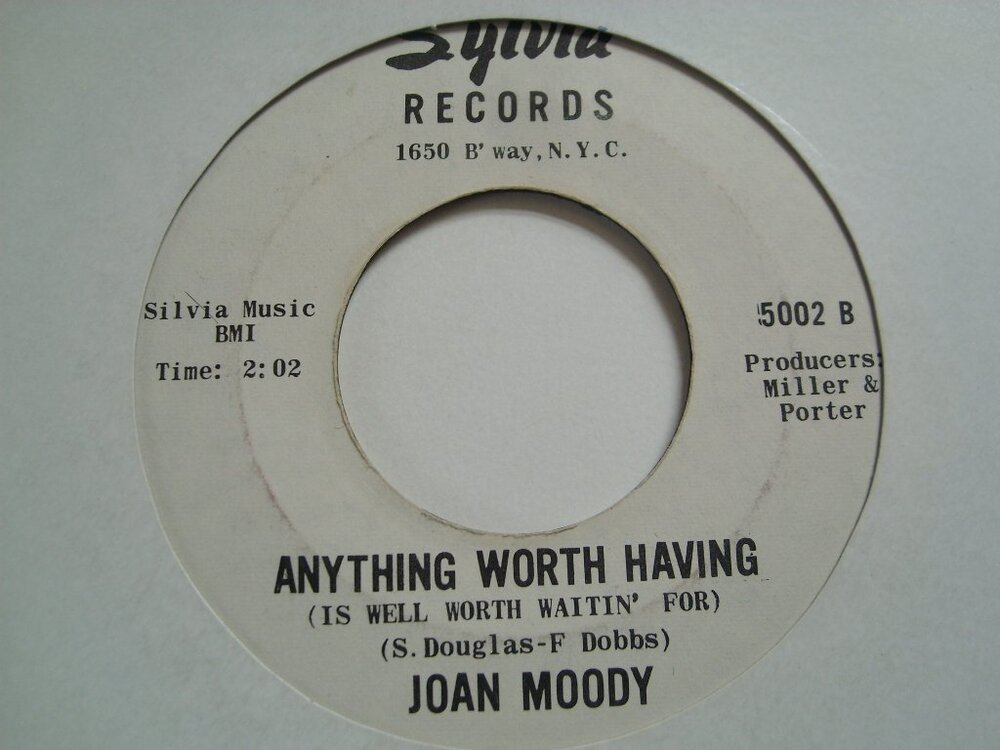 Sylvia
RECORDS
1650 B'way, N.Y.C.
Silvia Music
BMI
Time: 2:02
5002 B
Producers:
Miller &
Porter
ANYTHING WORTH HAVING
(IS WELL WORTH WAITIN' FOR)
(S. Douglas-F Dobbs)
JOAN MOODY